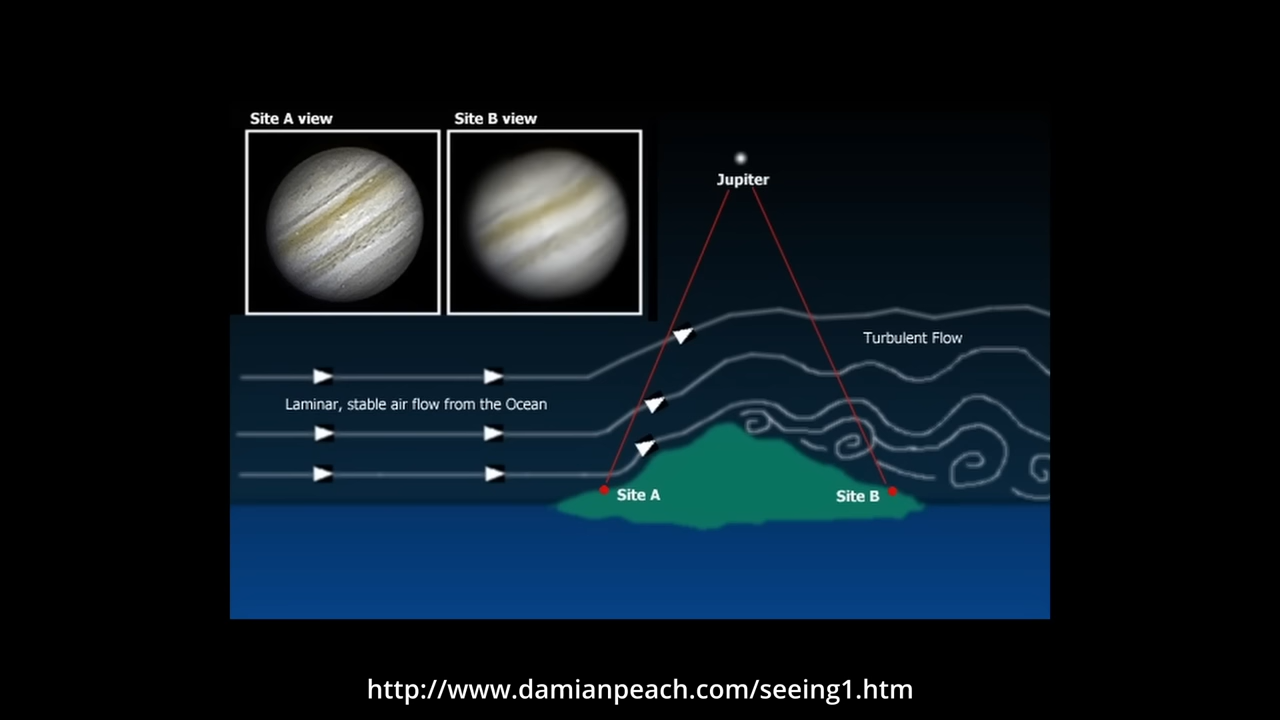 Site A view
Site B view
Jupiter
Turbulent Flow
Laminar, stable air flow from the Ocean
Site A
Site B
http://www.damianpeach.com/seeing1.htm